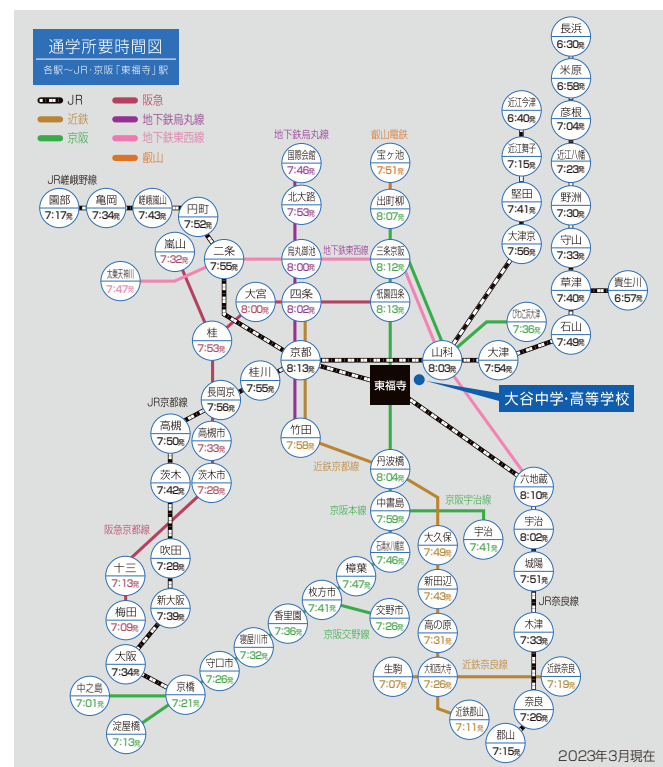 通学所要時間図
各駅～JR・京阪「東福寺」駅
JR
阪急
近鉄
地下鉄烏丸線
京阪
地下鉄東西線
叡山
長浜
6:30発
米原
6:58発
彦根
7:04発
近江八幡
7:23発
野洲
7:30発
守山
7:33発
草津
7:40発
貴生川
6:57発
石山
7:49発
近江今津
6:40発
近江舞子
7:15発
堅田
7:41発
大津京
7:56発
びわこ浜大津
7:36発
大津
7:54発
山科
8:03発
地下鉄烏丸線
国際会館
7:46発
北大路
7:53発
烏丸御池
8:00発
四条
8:02発
京都
8:13発
竹田
7:58発
叡山電鉄
宝ヶ池
7:51発
出町柳
8:07発
地下鉄東西線
三条京阪
8:12発
祇園四条
8:13発
東福寺
大谷中学・高等学校
JR嵯峨野線
園部
7:17発
亀岡
7:34発
嵯峨嵐山
7:43発
円町
7:52発
二条
7:55発
嵐山
7:32発
太秦天神川
7:47発
大宮
8:00発
桂
7:53発
桂川
7:55発
長岡京
7:56発
JR京都線
高槻
7:50発
高槻市
7:33発
茨木
7:42発
茨木市
7:28発
阪急京都線
吹田
7:28発
十三
7:13発
新大阪
7:39発
梅田
7:09発
大阪
7:34発
中之島
7:01発
京橋
7:21発
淀屋橋
7:13発
守口市
7:26発
寝屋川市
7:32発
香里園
7:36発
枚方市
7:41発
樟葉
7:47発
京阪交野線
交野市
7:26発
石清水八幡宮
7:46発
京阪本線
中書島
7:59発
丹波橋
8:04発
近鉄京都線
京阪宇治線
宇治
7:41発
大久保
7:49発
新田辺
7:43発
高の原
7:31発
近鉄奈良線
生駒
7:07発
大和西大寺
7:26発
近鉄奈良
7:19発
近鉄郡山
7:11発
六地蔵
8:10発
宇治
8:02発
城陽
7:51発
JR奈良線
木津
7:33発
奈良
7:26発
郡山
7:15発
2023年3月現在